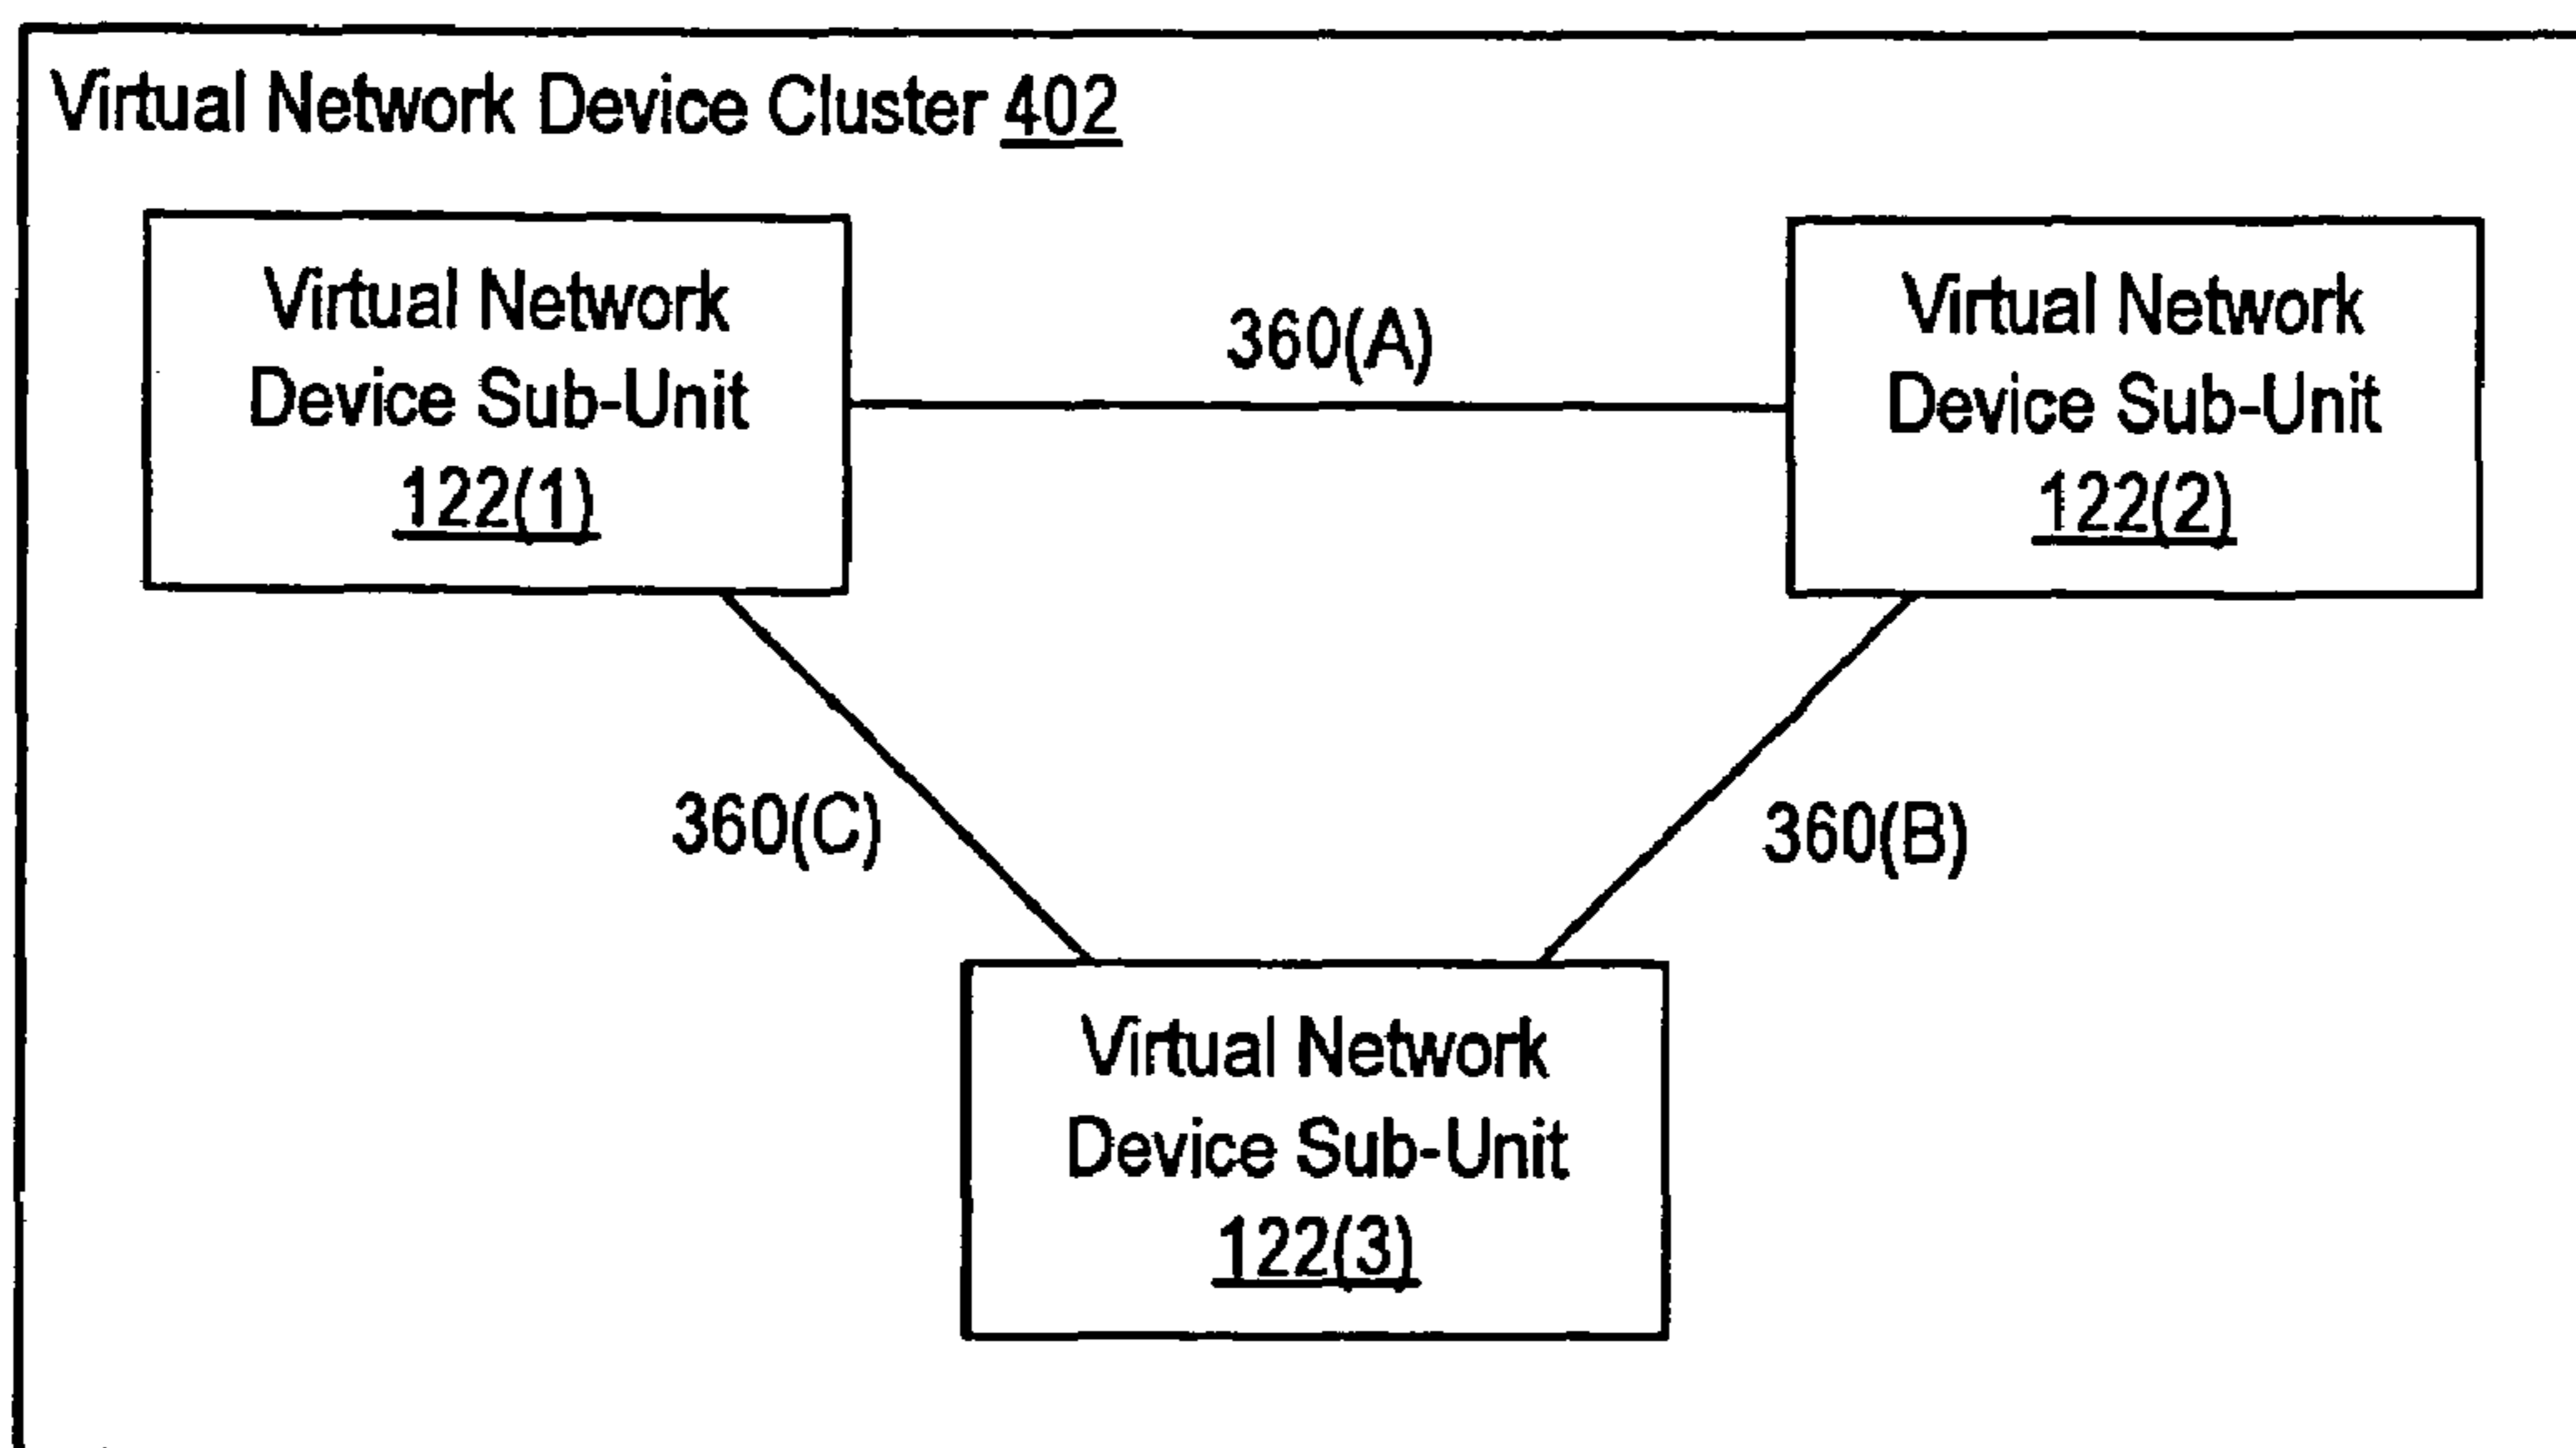 Virtual Network Device Cluster 402
Virtual Network
Device Sub-Unit
122(1)
360(A)
Virtual Network
Device Sub-Unit
122(2)
360(C)
360(B)
Virtual Network
Device Sub-Unit
122(3)